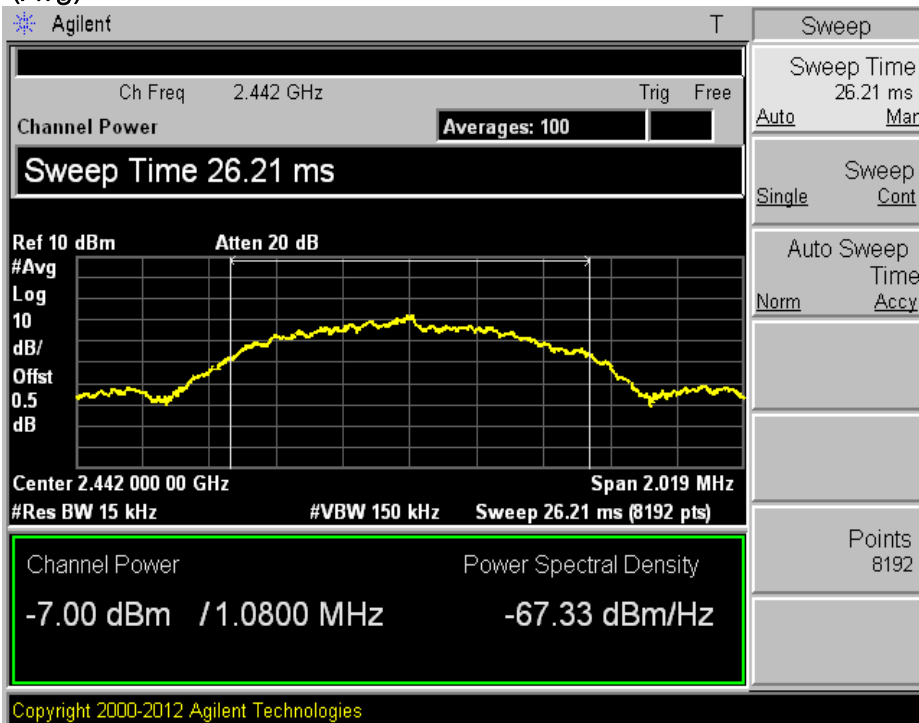 Agilent T
Ch Freq 2.442 GHz Trig Free
Channel Power Averages: 100
Sweep Time 26.21 ms
Ref 10 dBm Atten 20 dB
#Avg
Log
10
dB/
Offst
0.5
dB
Center 2.442 000 00 GHz Span 2.019 MHz
#Res BW 15 kHz #VBW 150 kHz Sweep 26.21 ms (8192 pts)
Channel Power Power Spectral Density
-7.00 dBm / 1.0800 MHz -67.33 dBm/Hz
Copyright 2000-2012 Agilent Technologies
Sweep
Sweep Time
26.21 ms
Auto Man
Sweep
Single Cont
Auto Sweep
Time
Norm Accy
Points
8192